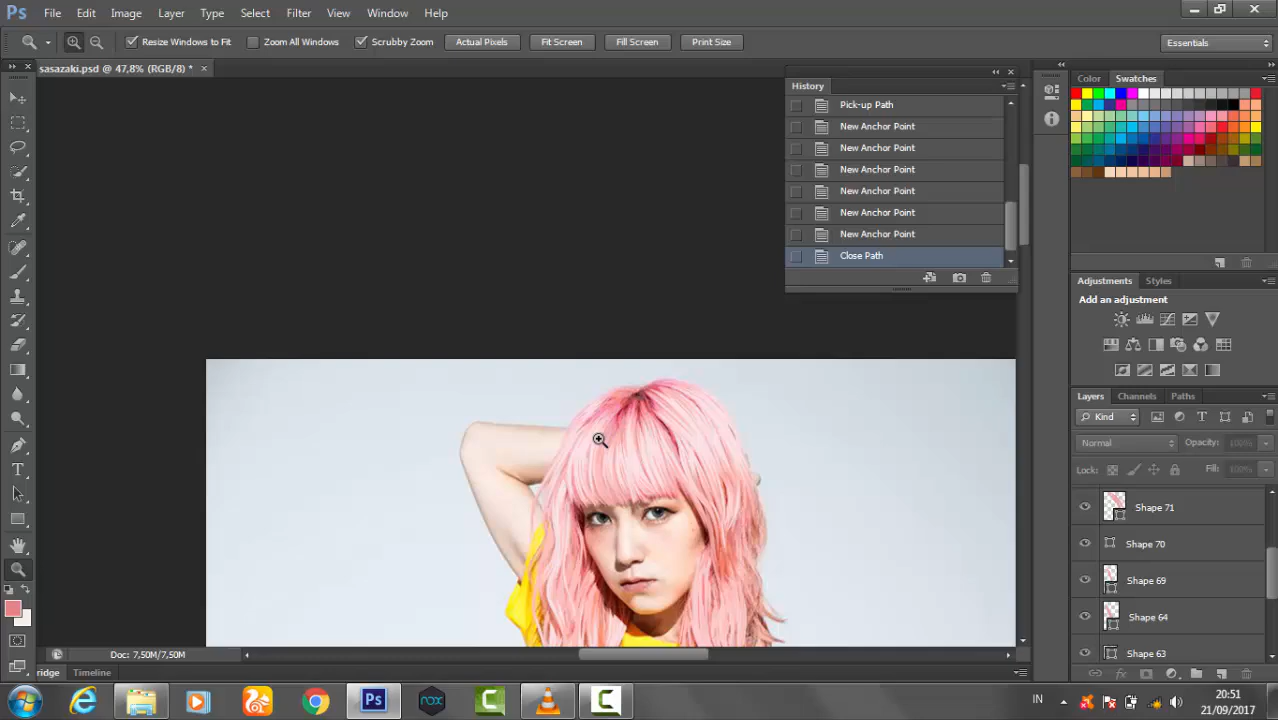 Ps File Edit Image Layer Type Select Filter View Window Help
Resize Windows to Fit Zoom All Windows Scrubby Zoom Actual Pixels Fit Screen Fill Screen Print Size Essentials
sasazaki.psd @ 47,8% (RGB/8) *
History
Pick-up Path
New Anchor Point
New Anchor Point
New Anchor Point
New Anchor Point
New Anchor Point
New Anchor Point
Close Path
Color Swatches
Adjustments Styles
Add an adjustment
Layers Channels Paths
Kind
Normal Opacity: 100%
Lock: Fill: 100%
Shape 71
Shape 70
Shape 69
Shape 64
Shape 63
Doc: 7,50M/7,50M
ridge Timeline
Ps nox C C
IN 20:51
21/09/2017